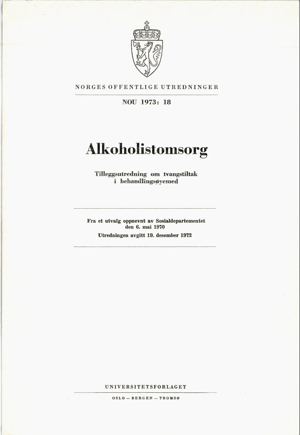 NORGES OFFENTLIGE UTREDNINGER
NOU 1973: 18
Alkoholistomsorg
Tilleggsutredning om tvangstiltak
i behandlingsøyemed
Fra et utvalg oppnevnt av Sosialdepartementet
den 6. mai 1970
Utredningen avgitt 19. desember 1972
UNIVERSITETSFORLAGET
OSLO — BERGEN — TROMSØ